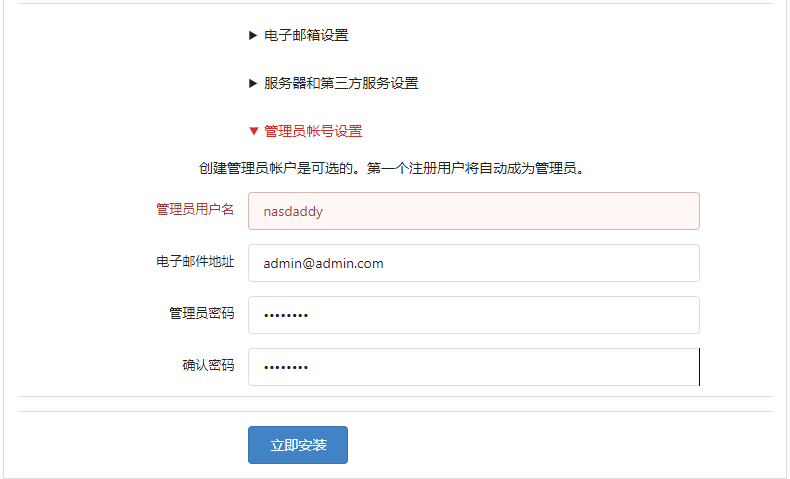 电子邮箱设置
服务器和第三方服务设置
管理员帐号设置
创建管理员帐户是可选的。第一个注册用户将自动成为管理员。
管理员用户名 nasdaddy
电子邮件地址 admin@admin.com
管理员密码 ••••••••
确认密码 ••••••••
立即安装